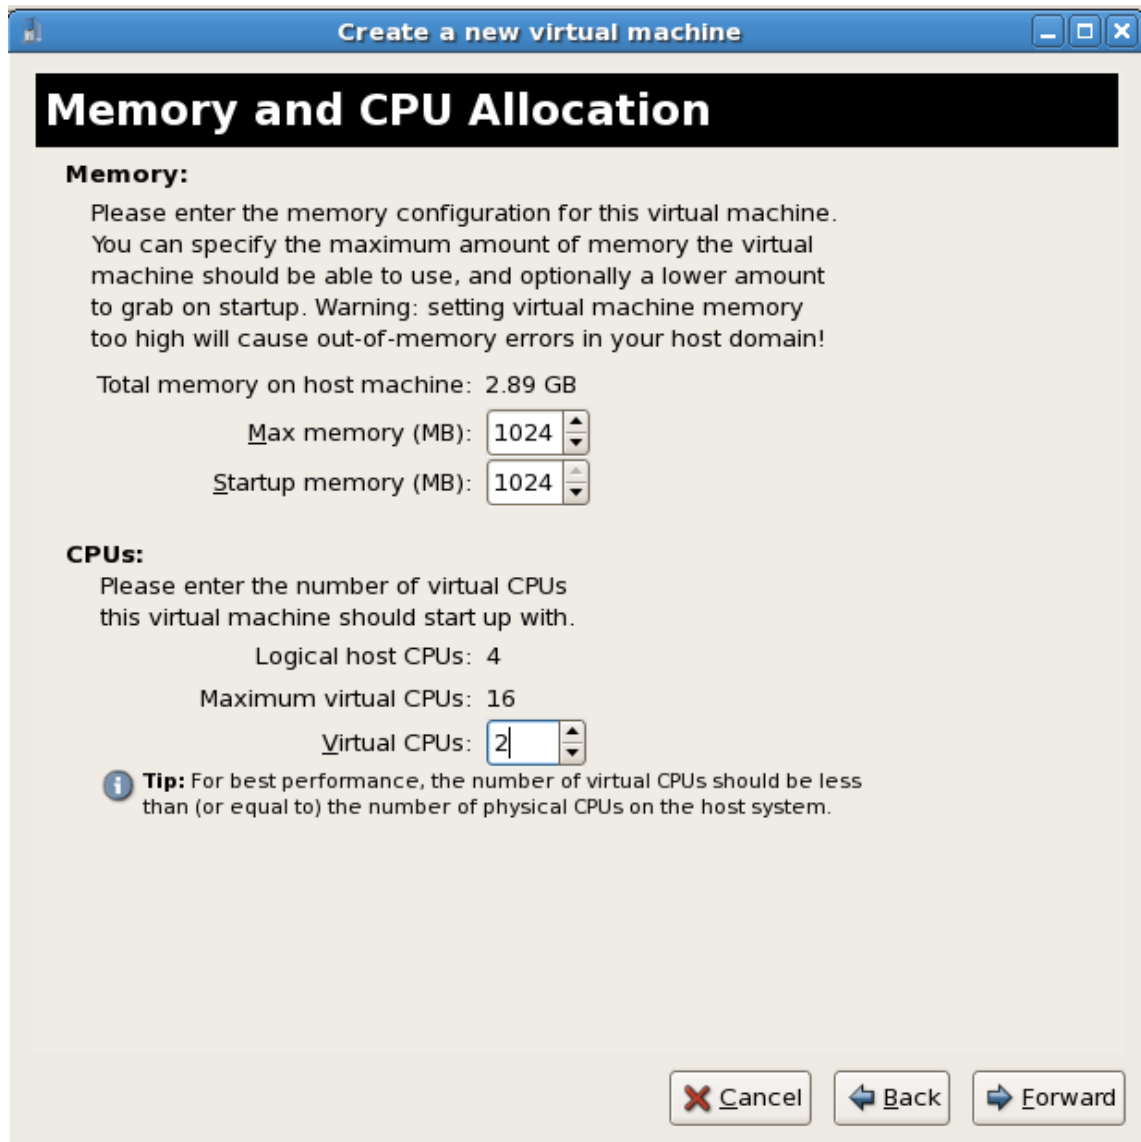 Create a new virtual machine
Memory and CPU Allocation
Memory:
Please enter the memory configuration for this virtual machine.
You can specify the maximum amount of memory the virtual
machine should be able to use, and optionally a lower amount
to grab on startup. Warning: setting virtual machine memory
too high will cause out-of-memory errors in your host domain!
Total memory on host machine: 2.89 GB
Max memory (MB): 1024
Startup memory (MB): 1024
CPUs:
Please enter the number of virtual CPUs
this virtual machine should start up with.
Logical host CPUs: 4
Maximum virtual CPUs: 16
Virtual CPUs: 2
Tip: For best performance, the number of virtual CPUs should be less
than (or equal to) the number of physical CPUs on the host system.
Cancel Back Forward